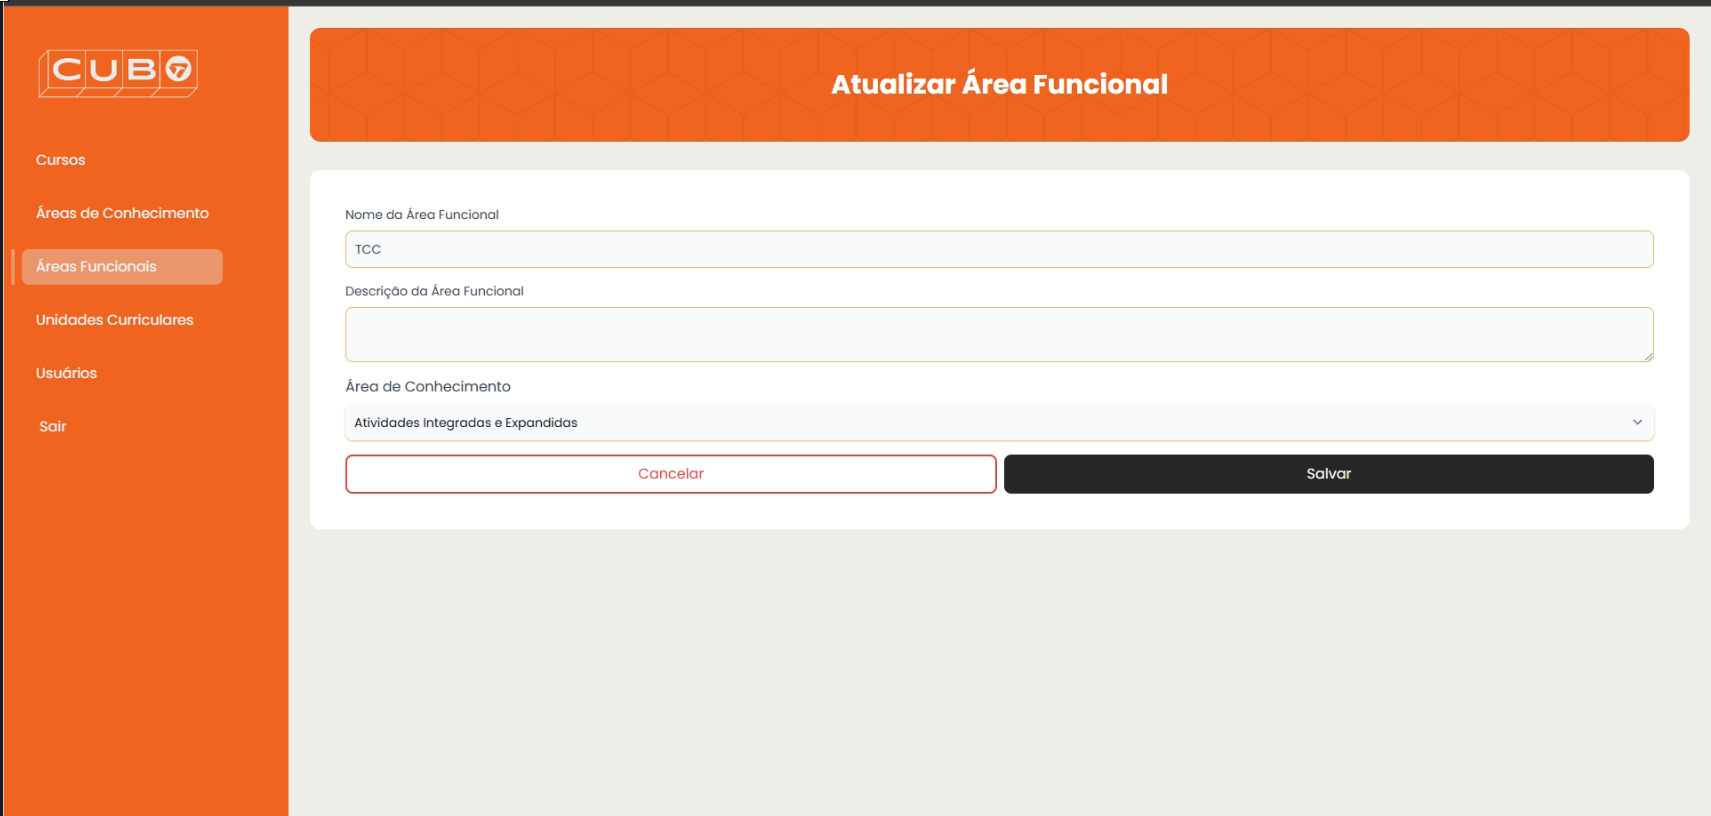 CUBO
Cursos
Áreas de Conhecimento
Áreas Funcionais
Unidades Curriculares
Usuários
Sair
Atualizar Área Funcional
Nome da Área Funcional
TCC
Descrição da Área Funcional
Área de Conhecimento
Atividades Integradas e Expandidas
Cancelar
Salvar